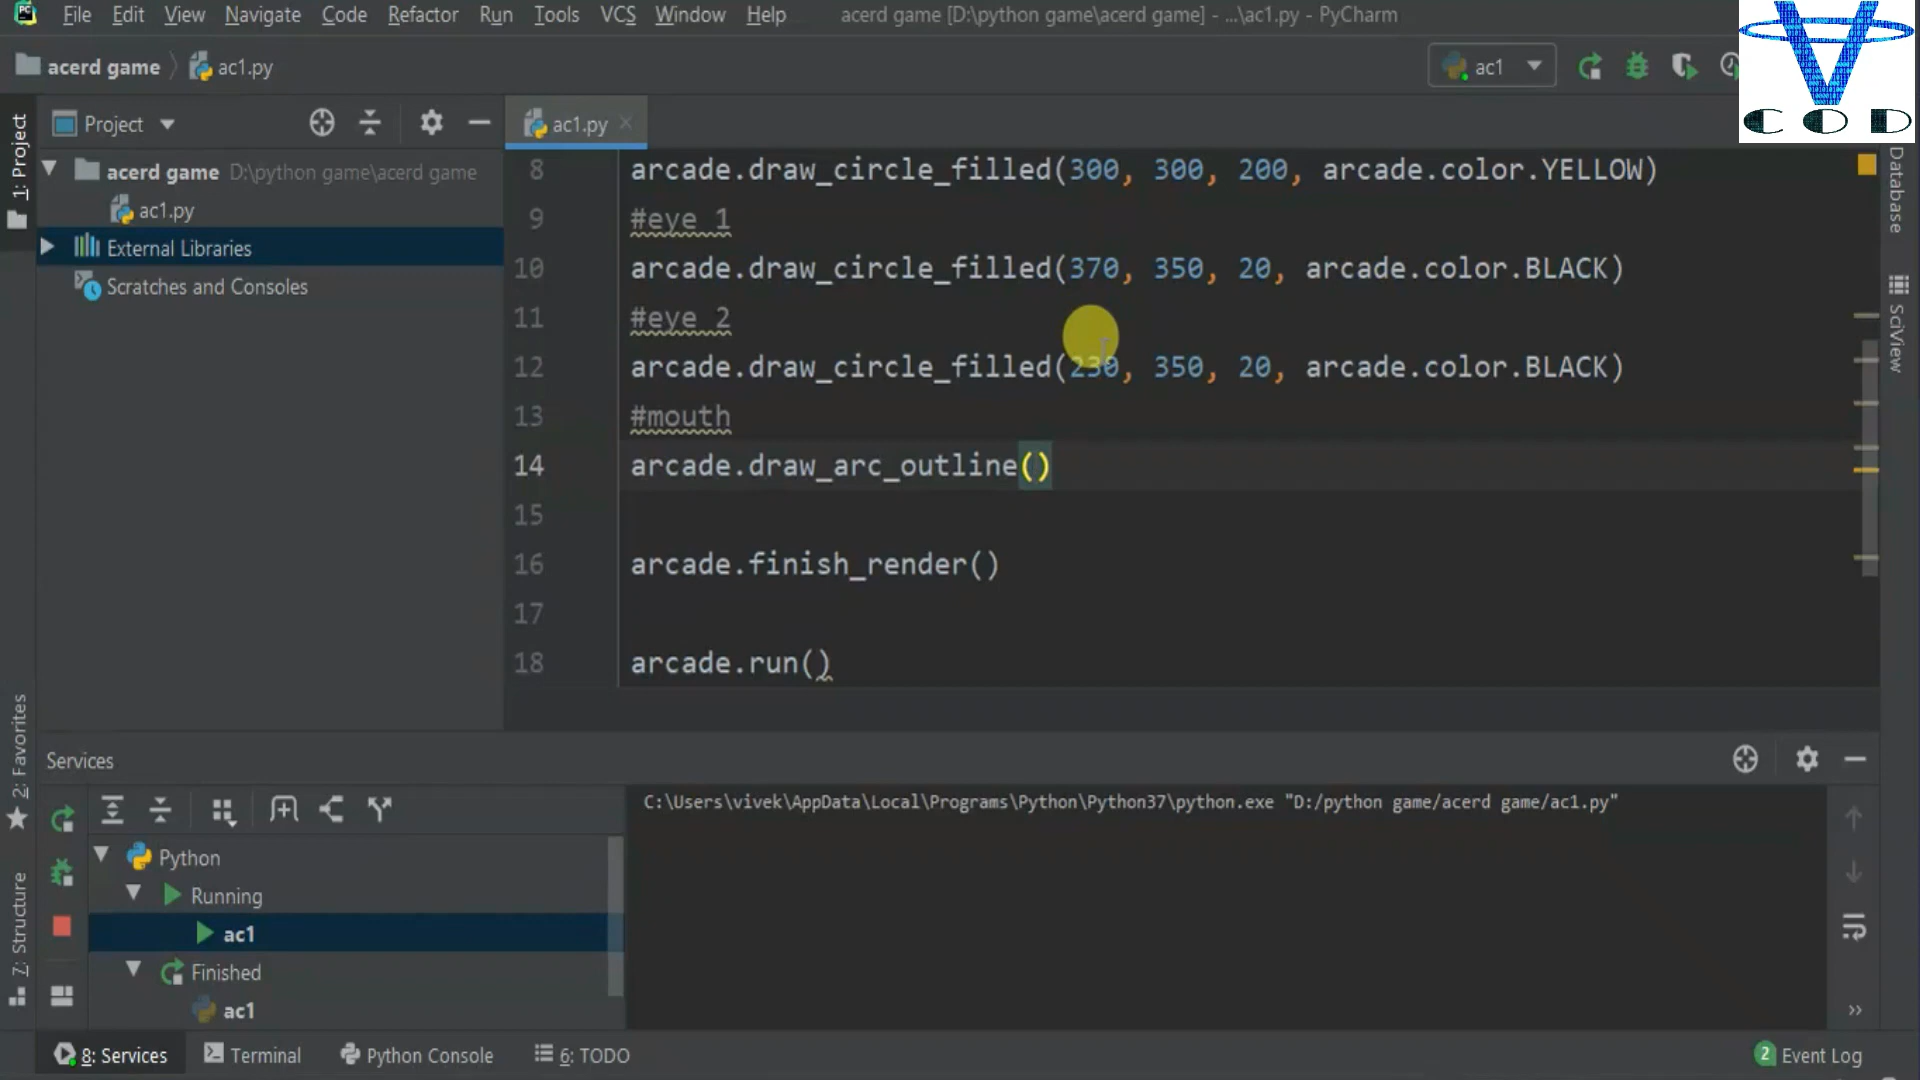 File Edit View Navigate Code Refactor Run Tools VCS Window Help acerd game [D:\python game\acerd game] - ...\ac1.py - PyCharm
acerd game ac1.py ac1
COD
1: Project
Project
ac1.py
acerd game D:\python game\acerd game
ac1.py
External Libraries
Scratches and Consoles
8 arcade.draw_circle_filled(300, 300, 200, arcade.color.YELLOW)
9 #eye 1
10 arcade.draw_circle_filled(370, 350, 20, arcade.color.BLACK)
11 #eye 2
12 arcade.draw_circle_filled(230, 350, 20, arcade.color.BLACK)
13 #mouth
14 arcade.draw_arc_outline()
15
16 arcade.finish_render()
17
18 arcade.run()
Database
SciView
2: Favorites
7: Structure
Services
C:\Users\vivek\AppData\Local\Programs\Python\Python37\python.exe "D:/python game/acerd game/ac1.py"
Python
Running
ac1
Finished
ac1
8: Services Terminal Python Console 6: TODO 2 Event Log